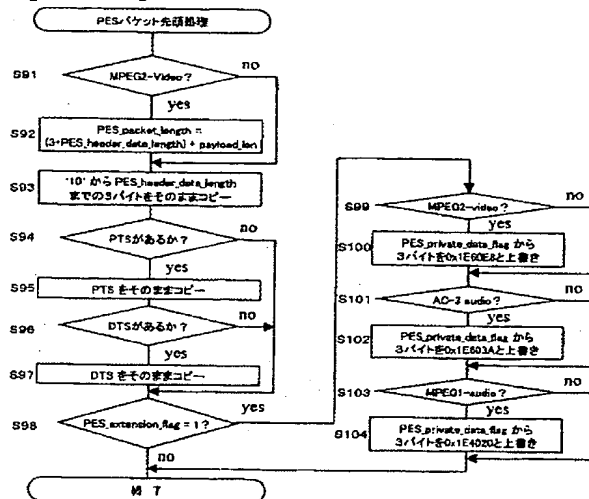 PESパケット先頭処理
S91
MPEG2-Video?
no
yes
S92
PES_packet_length =
(3+PES_header_data_length) + payload_len
S93
'10' から PES_header_data_length
までの3バイトをそのままコピー
S94
PTSがあるか?
no
yes
S95
PTS をそのままコピー
S96
DTSがあるか?
no
yes
S97
DTS をそのままコピー
S98
PES_extension_flag = 1?
yes
no
終 了
S99
MPEG2-video?
no
yes
S100
PES_private_data_flag から
3バイトを0x1E60E8と上書き
S101
AC-3 audio?
no
yes
S102
PES_private_data_flag から
3バイトを0x1E603Aと上書き
S103
MPEG1-audio?
no
yes
S104
PES_private_data_flag から
3バイトを0x1E4020と上書き